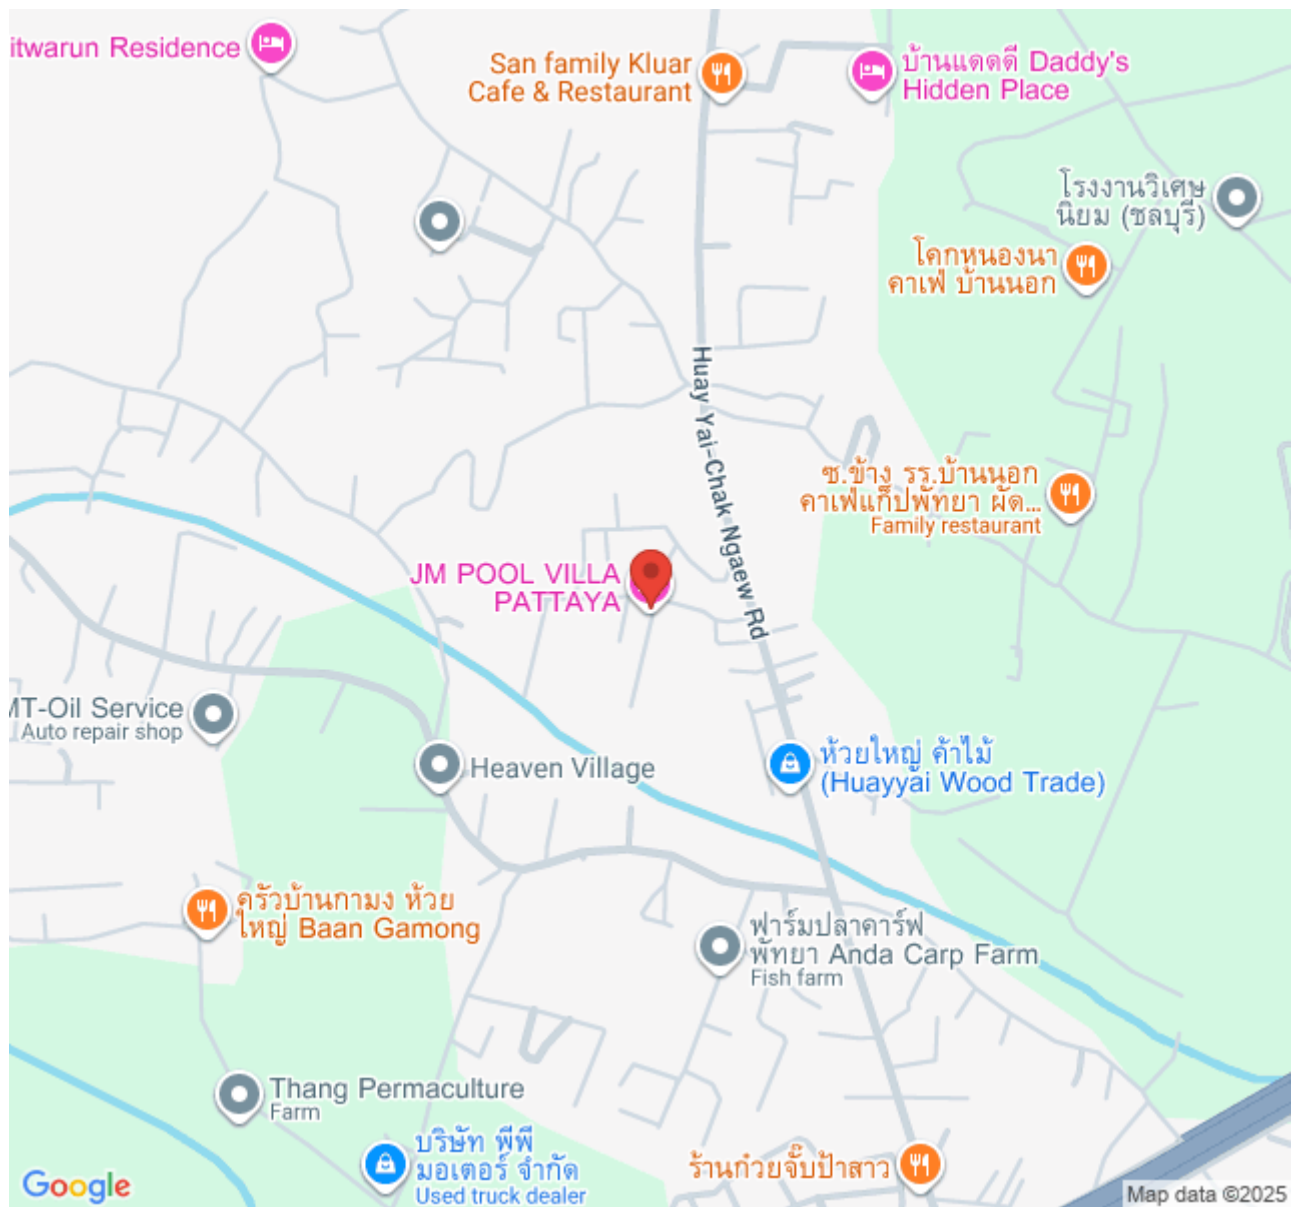 itwarun Residence
San family Kluar
Cafe & Restaurant
บ้านแดดดี Daddy's
Hidden Place
โรงงานวิเศษ
นิยม (ชลบุรี)
โคกหนองนา
คาเฟ่ บ้านนอก
Huay Yai-Chak Ngaew Rd
ซ.ข้าง รร.บ้านนอก
คาเฟ่แก๊ปพัทยา ผัด...
Family restaurant
JM POOL VILLA
PATTAYA
MT-Oil Service
Auto repair shop
Heaven Village
ห้วยใหญ่ ค้าไม้
(Huayyai Wood Trade)
ครัวบ้านกามง ห้วย
ใหญ่ Baan Gamong
ฟาร์มปลาคาร์ฟ
พัทยา Anda Carp Farm
Fish farm
Thang Permaculture
Farm
บริษัท พีพี
มอเตอร์ จำกัด
Used truck dealer
ร้านก๋วยจั๊บป้าสาว
Google
Map data ©2025